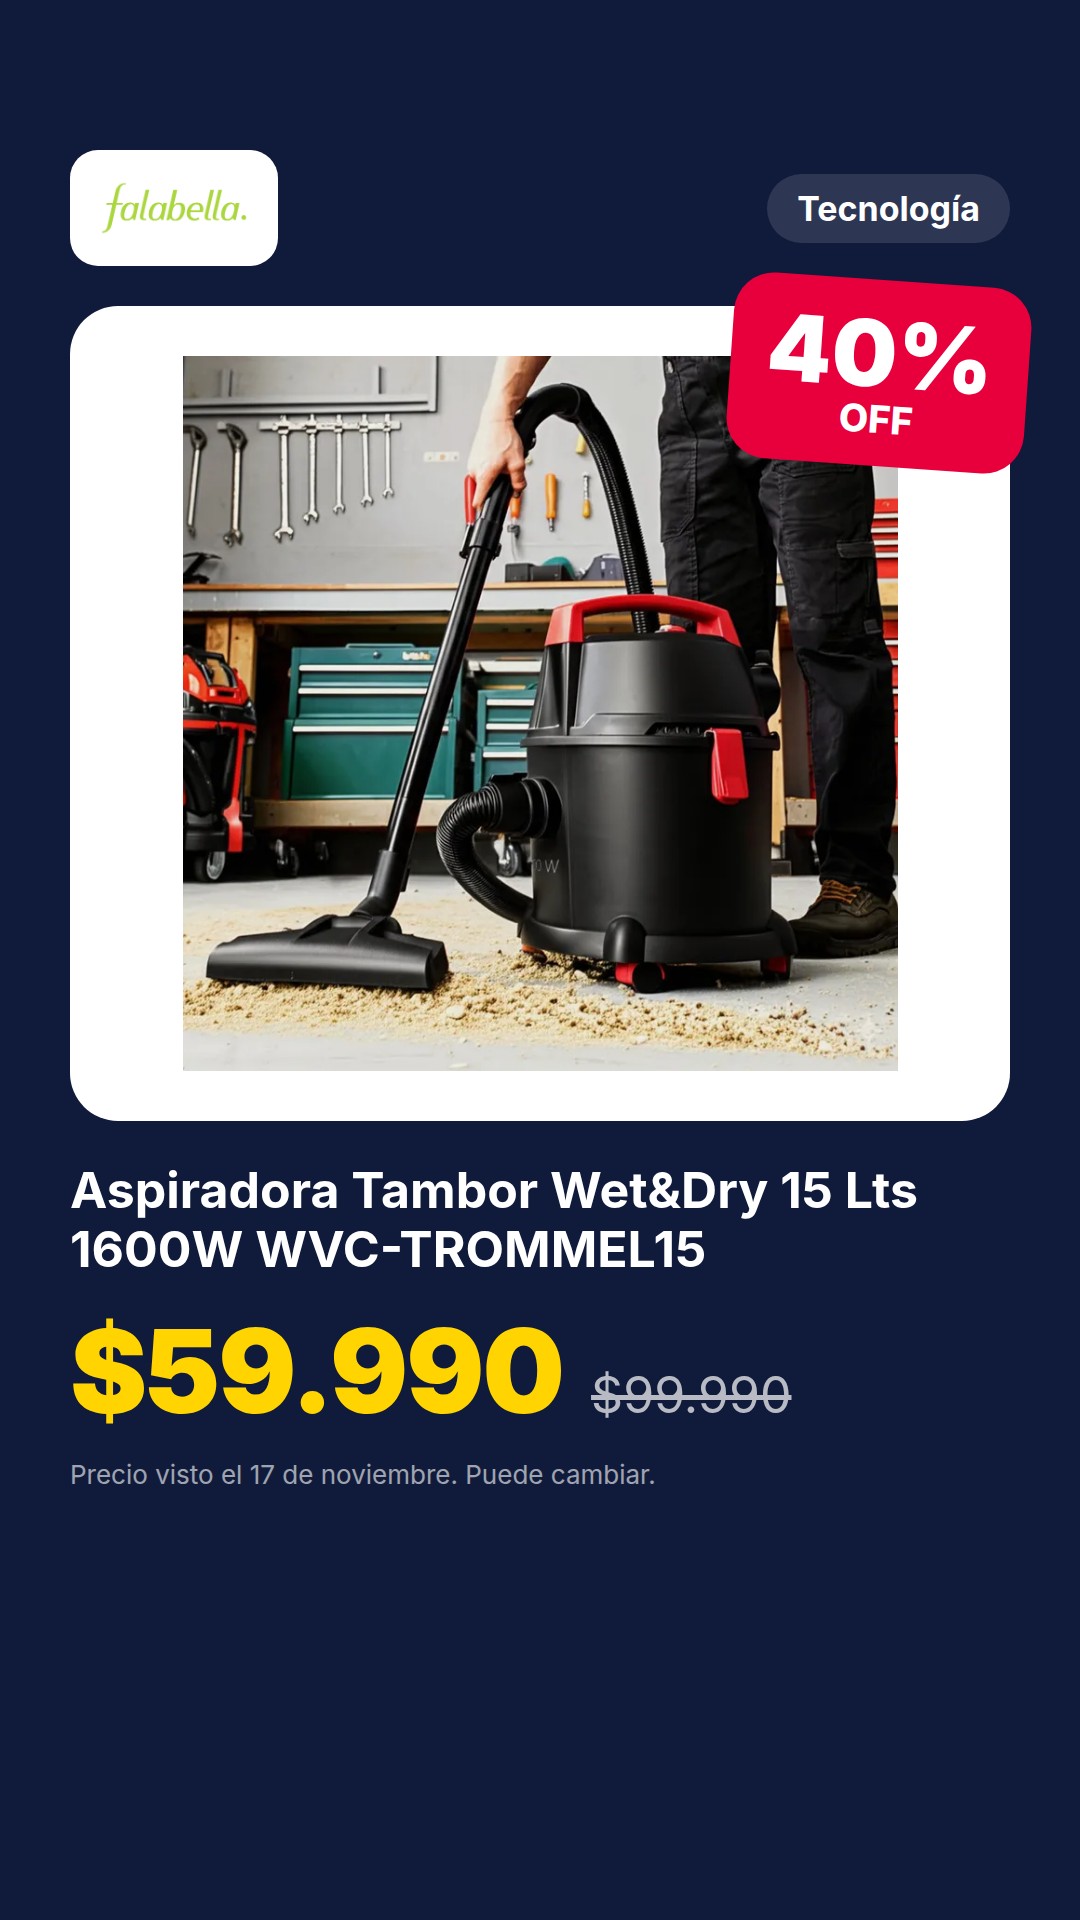 falabella.
Tecnología
40%
OFF
Aspiradora Tambor Wet&Dry 15 Lts
1600W WVC-TROMMEL15
$59.990 $99.990
Precio visto el 17 de noviembre. Puede cambiar.